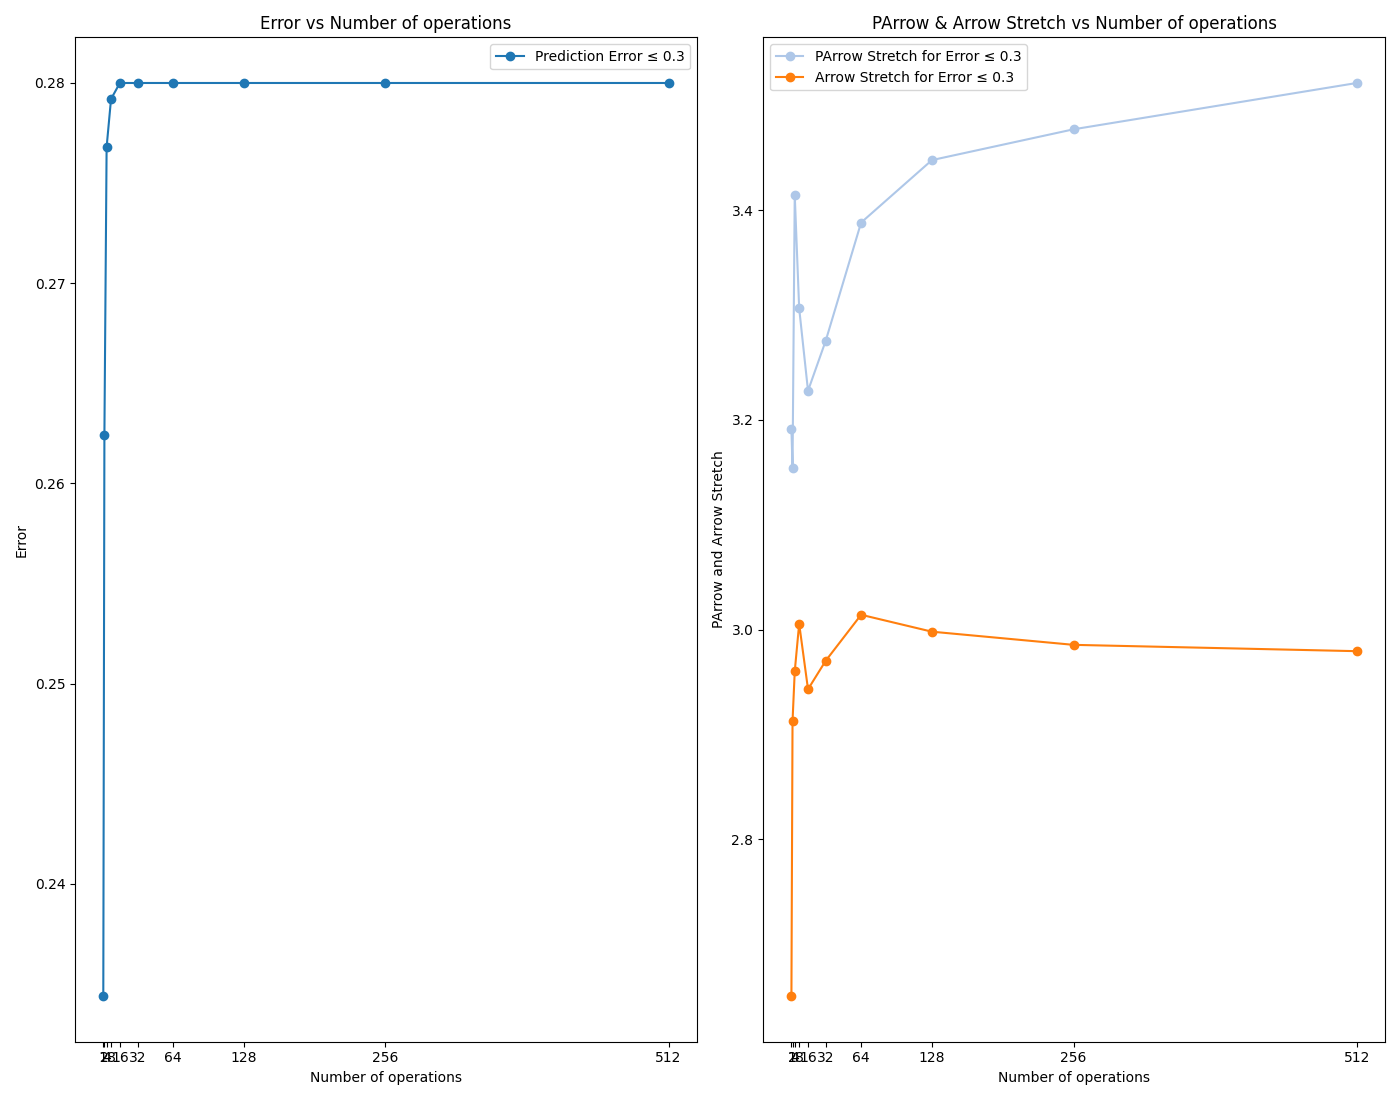 Error vs Number of operations
Prediction Error ≤ 0.3
0.28
0.27
0.26
0.25
0.24
Error
16 32 64 128 256 512
Number of operations
PArrow & Arrow Stretch vs Number of operations
PArrow Stretch for Error ≤ 0.3
Arrow Stretch for Error ≤ 0.3
3.4
3.2
3.0
2.8
PArrow and Arrow Stretch
16 32 64 128 256 512
Number of operations